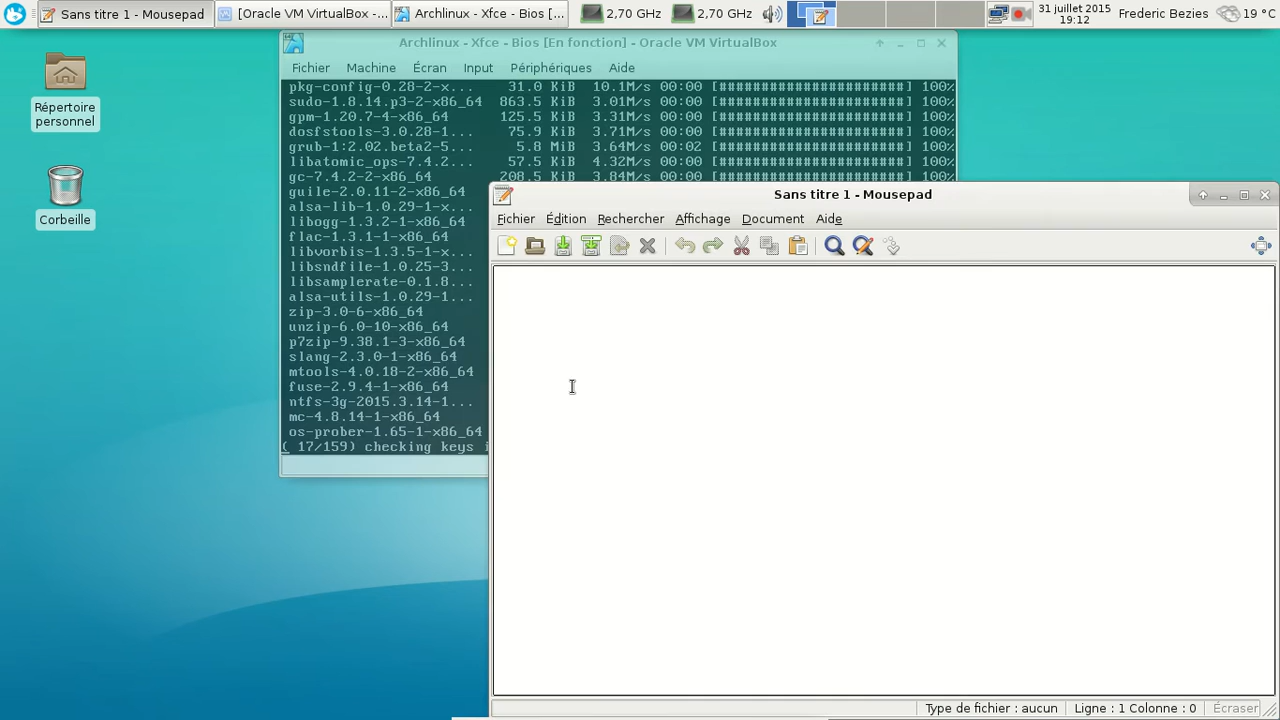 Sans titre 1 - Mousepad
[Oracle VM VirtualBox -...
Archlinux - Xfce - Bios [...
2,70 GHz
2,70 GHz
31 juillet 2015
19:12
Frederic Bezies
19 °C
Répertoire
personnel
Corbeille
Archlinux - Xfce - Bios [En fonction] - Oracle VM VirtualBox
Fichier Machine Écran Input Périphériques Aide
pkg-config-0.28-2-x... 31.0 KiB 10.1M/s 00:00 [######################] 100%
sudo-1.8.14.p3-2-x86_64 863.5 KiB 3.01M/s 00:00 [######################] 100%
gpm-1.20.7-4-x86_64 125.5 KiB 3.31M/s 00:00 [######################] 100%
dosfstools-3.0.28-1... 75.9 KiB 3.71M/s 00:00 [######################] 100%
grub-1:2.02.beta2-5... 5.8 MiB 3.64M/s 00:02 [######################] 100%
libatomic_ops-7.4.2... 57.5 KiB 4.32M/s 00:00 [######################] 100%
gc-7.4.2-2-x86_64 208.5 KiB 3.84M/s 00:00 [######################] 100%
guile-2.0.11-2-x86_64
alsa-lib-1.0.29-1-x...
libogg-1.3.2-1-x86_64
flac-1.3.1-1-x86_64
libvorbis-1.3.5-1-x...
libsndfile-1.0.25-3...
libsamplerate-0.1.8...
alsa-utils-1.0.29-1...
zip-3.0-6-x86_64
unzip-6.0-10-x86_64
p7zip-9.38.1-3-x86_64
slang-2.3.0-1-x86_64
mtools-4.0.18-2-x86_64
fuse-2.9.4-1-x86_64
ntfs-3g-2015.3.14-1...
mc-4.8.14-1-x86_64
os-prober-1.65-1-x86_64
( 17/159) checking keys i
Sans titre 1 - Mousepad
Fichier Édition Rechercher Affichage Document Aide
Type de fichier : aucun Ligne : 1 Colonne : 0 Écraser